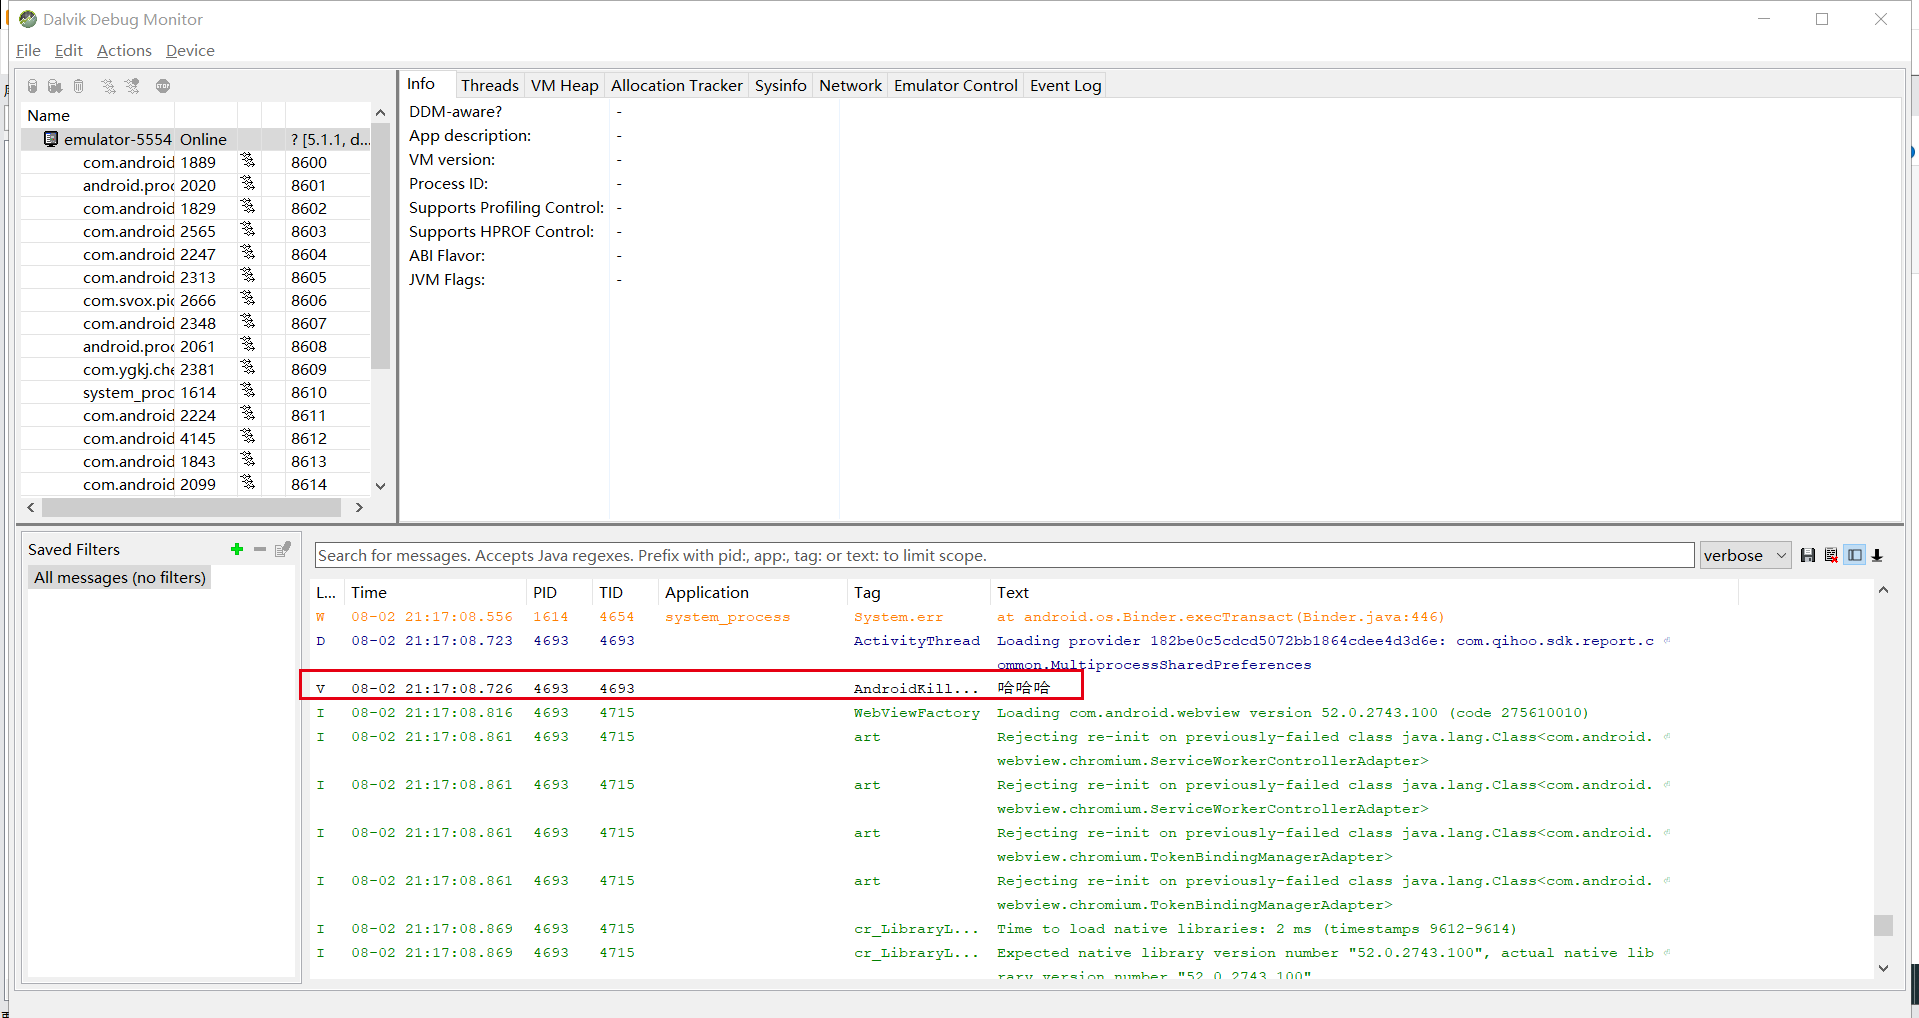 Dalvik Debug Monitor
File Edit Actions Device
Info Threads VM Heap Allocation Tracker Sysinfo Network Emulator Control Event Log
Name
emulator-5554 Online ? [5.1.1, d...
com.android 1889 8600
android.proc 2020 8601
com.android 1829 8602
com.android 2565 8603
com.android 2247 8604
com.android 2313 8605
com.svox.pic 2666 8606
com.android 2348 8607
android.proc 2061 8608
com.ygkj.che 2381 8609
system_proc 1614 8610
com.android 2224 8611
com.android 4145 8612
com.android 1843 8613
com.android 2099 8614
DDM-aware? -
App description: -
VM version: -
Process ID: -
Supports Profiling Control: -
Supports HPROF Control: -
ABI Flavor: -
JVM Flags: -
Saved Filters
All messages (no filters)
Search for messages. Accepts Java regexes. Prefix with pid:, app:, tag: or text: to limit scope.
verbose
L... Time PID TID Application Tag Text
W 08-02 21:17:08.556 1614 4654 system_process System.err at android.os.Binder.execTransact(Binder.java:446)
D 08-02 21:17:08.723 4693 4693 ActivityThread Loading provider 182be0c5cdcd5072bb1864cdee4d3d6e: com.qihoo.sdk.report.c
ommon.MultiprocessSharedPreferences
V 08-02 21:17:08.726 4693 4693 AndroidKill... 哈哈哈
I 08-02 21:17:08.816 4693 4715 WebViewFactory Loading com.android.webview version 52.0.2743.100 (code 275610010)
I 08-02 21:17:08.861 4693 4715 art Rejecting re-init on previously-failed class java.lang.Class<com.android.
webview.chromium.ServiceWorkerControllerAdapter>
I 08-02 21:17:08.861 4693 4715 art Rejecting re-init on previously-failed class java.lang.Class<com.android.
webview.chromium.ServiceWorkerControllerAdapter>
I 08-02 21:17:08.861 4693 4715 art Rejecting re-init on previously-failed class java.lang.Class<com.android.
webview.chromium.TokenBindingManagerAdapter>
I 08-02 21:17:08.861 4693 4715 art Rejecting re-init on previously-failed class java.lang.Class<com.android.
webview.chromium.TokenBindingManagerAdapter>
I 08-02 21:17:08.869 4693 4715 cr_LibraryL... Time to load native libraries: 2 ms (timestamps 9612-9614)
I 08-02 21:17:08.869 4693 4715 cr_LibraryL... Expected native library version number "52.0.2743.100", actual native lib
rary version number "52.0.2743.100"